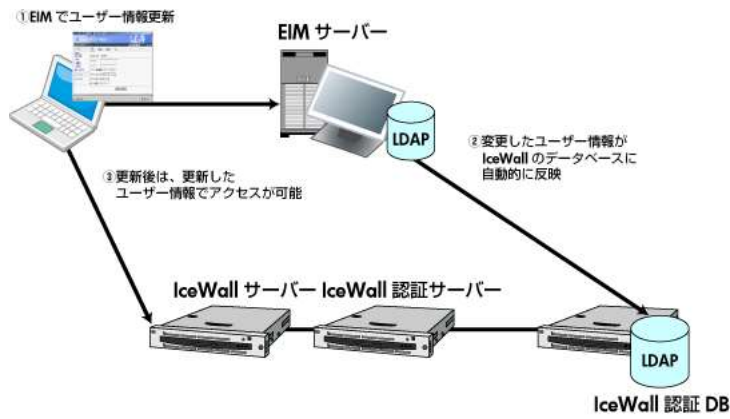 ①EIM でユーザー情報更新
EIM サーバー
LDAP
②変更したユーザー情報が
IceWall のデータベースに
自動的に反映
③更新後は、更新した
ユーザー情報でアクセスが可能
IceWall サーバー
IceWall 認証サーバー
LDAP
IceWall 認証 DB